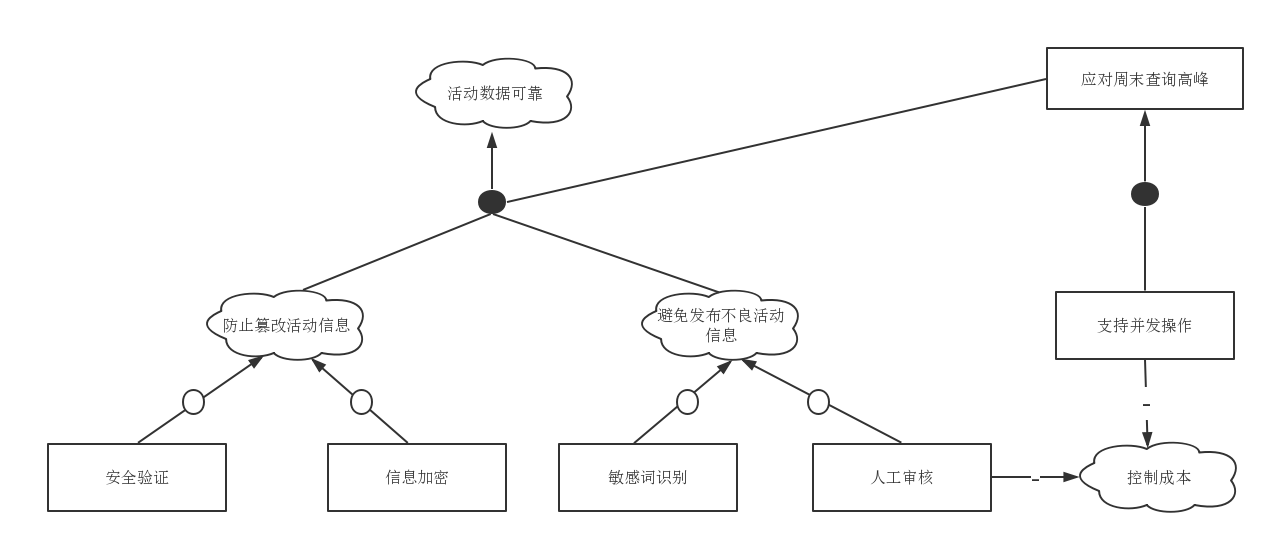 应对周末查询高峰
活动数据可靠
防止篡改活动信息
避免发布不良活动
信息
支持并发操作
-
安全验证
信息加密
敏感词识别
人工审核
-
控制成本